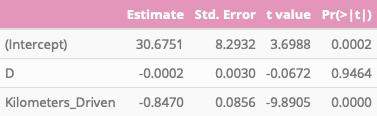 Estimate Std. Error t value Pr(>|t|)
(Intercept) 30.6751 8.2932 3.6988 0.0002
D -0.0002 0.0030 -0.0672 0.9464
Kilometers_Driven -0.8470 0.0856 -9.8905 0.0000